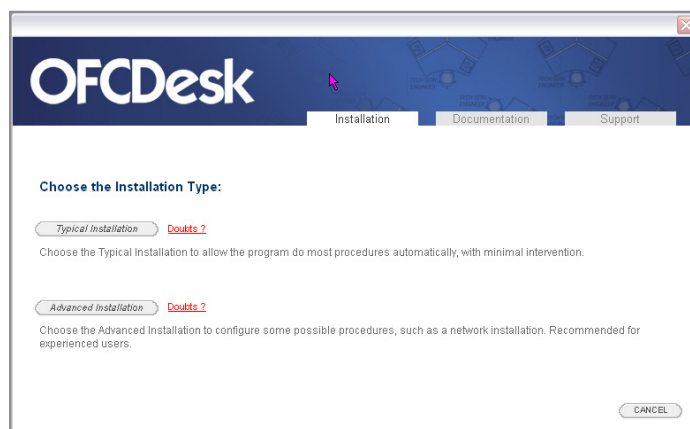 OFCDesk
Installation Documentation Support
Choose the Installation Type:
Typical Installation Doubts ?
Choose the Typical Installation to allow the program do most procedures automatically, with minimal intervention.
Advanced Installation Doubts ?
Choose the Advanced Installation to configure some possible procedures, such as a network installation. Recommended for
experienced users.
CANCEL